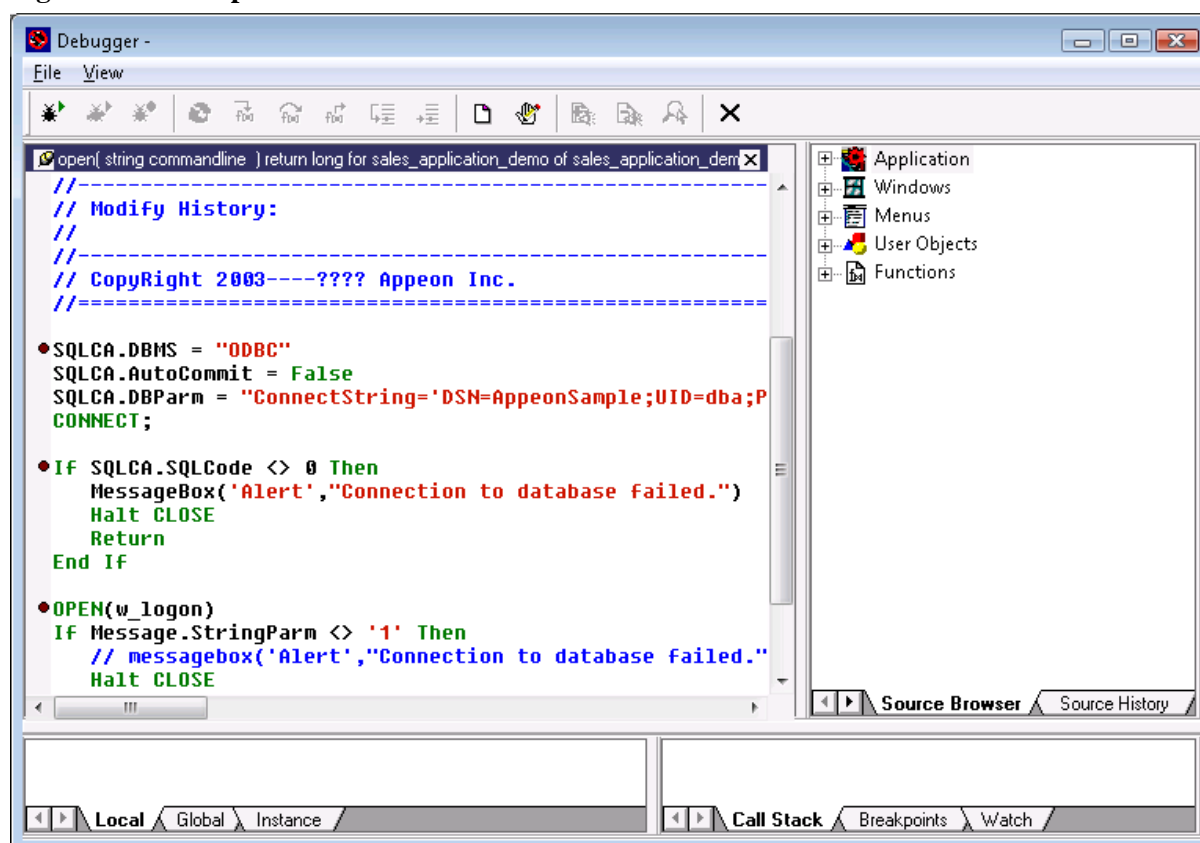 Debugger -
File View
open( string commandline ) return long for sales_application_demo of sales_application_dem
//------------------------------------------------------------
// Modify History:
//
//------------------------------------------------------------
// CopyRight 2003----???? Appeon Inc.
//============================================================
SQLCA.DBMS = "ODBC"
SQLCA.AutoCommit = False
SQLCA.DBParm = "ConnectString='DSN=AppeonSample;UID=dba;P
CONNECT;
If SQLCA.SQLCode <> 0 Then
MessageBox('Alert',"Connection to database failed.")
Halt CLOSE
Return
End If
OPEN(w_logon)
If Message.StringParm <> '1' Then
// messagebox('Alert',"Connection to database failed."
Halt CLOSE
Application
Windows
Menus
User Objects
Functions
Source Browser Source History
Local Global Instance
Call Stack Breakpoints Watch